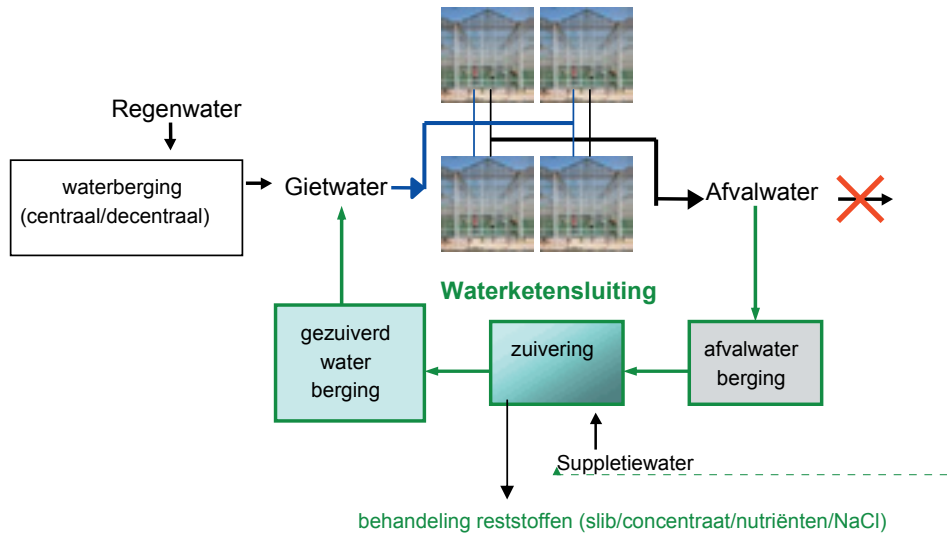 Regenwater
waterberging
(centraal/decentraal)
Gietwater
Afvalwater
Waterketensluiting
gezuiverd
water
berging
zuivering
afvalwater
berging
Suppletiewater
behandeling reststoffen (slib/concentraat/nutriënten/NaCl)